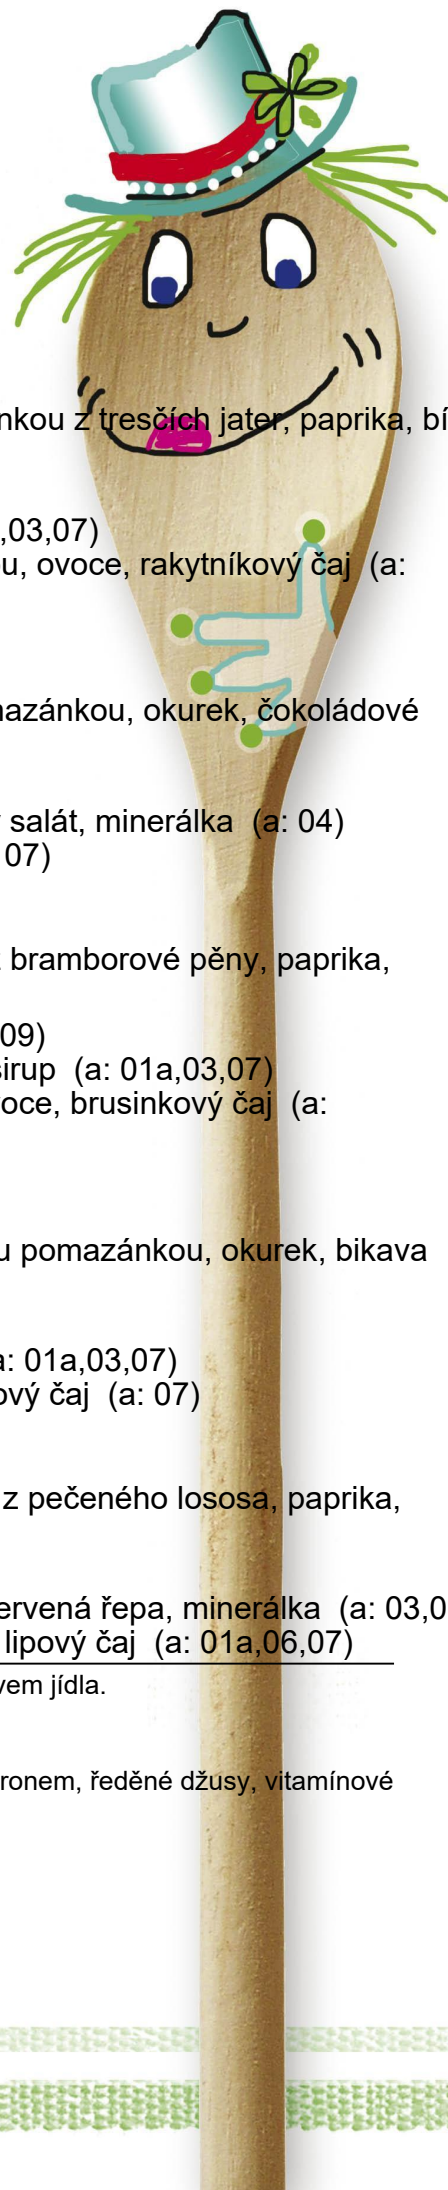 nkou z tresčích jater, paprika, bí
,03,07)
u, ovoce, rakytníkový čaj (a:
nazánkou, okurek, čokoládové
salát, minerálka (a: 04)
07)
bramborové pěny, paprika,
09)
sirup (a: 01a,03,07)
oce, brusinkový čaj (a:
u pomazánkou, okurek, bikava
a: 01a,03,07)
ový čaj (a: 07)
z pečeného lososa, paprika,
ervená řepa, minerálka (a: 03,0
lipový čaj (a: 01a,06,07)
vem jídla.
ronem, ředěné džusy, vitamínové